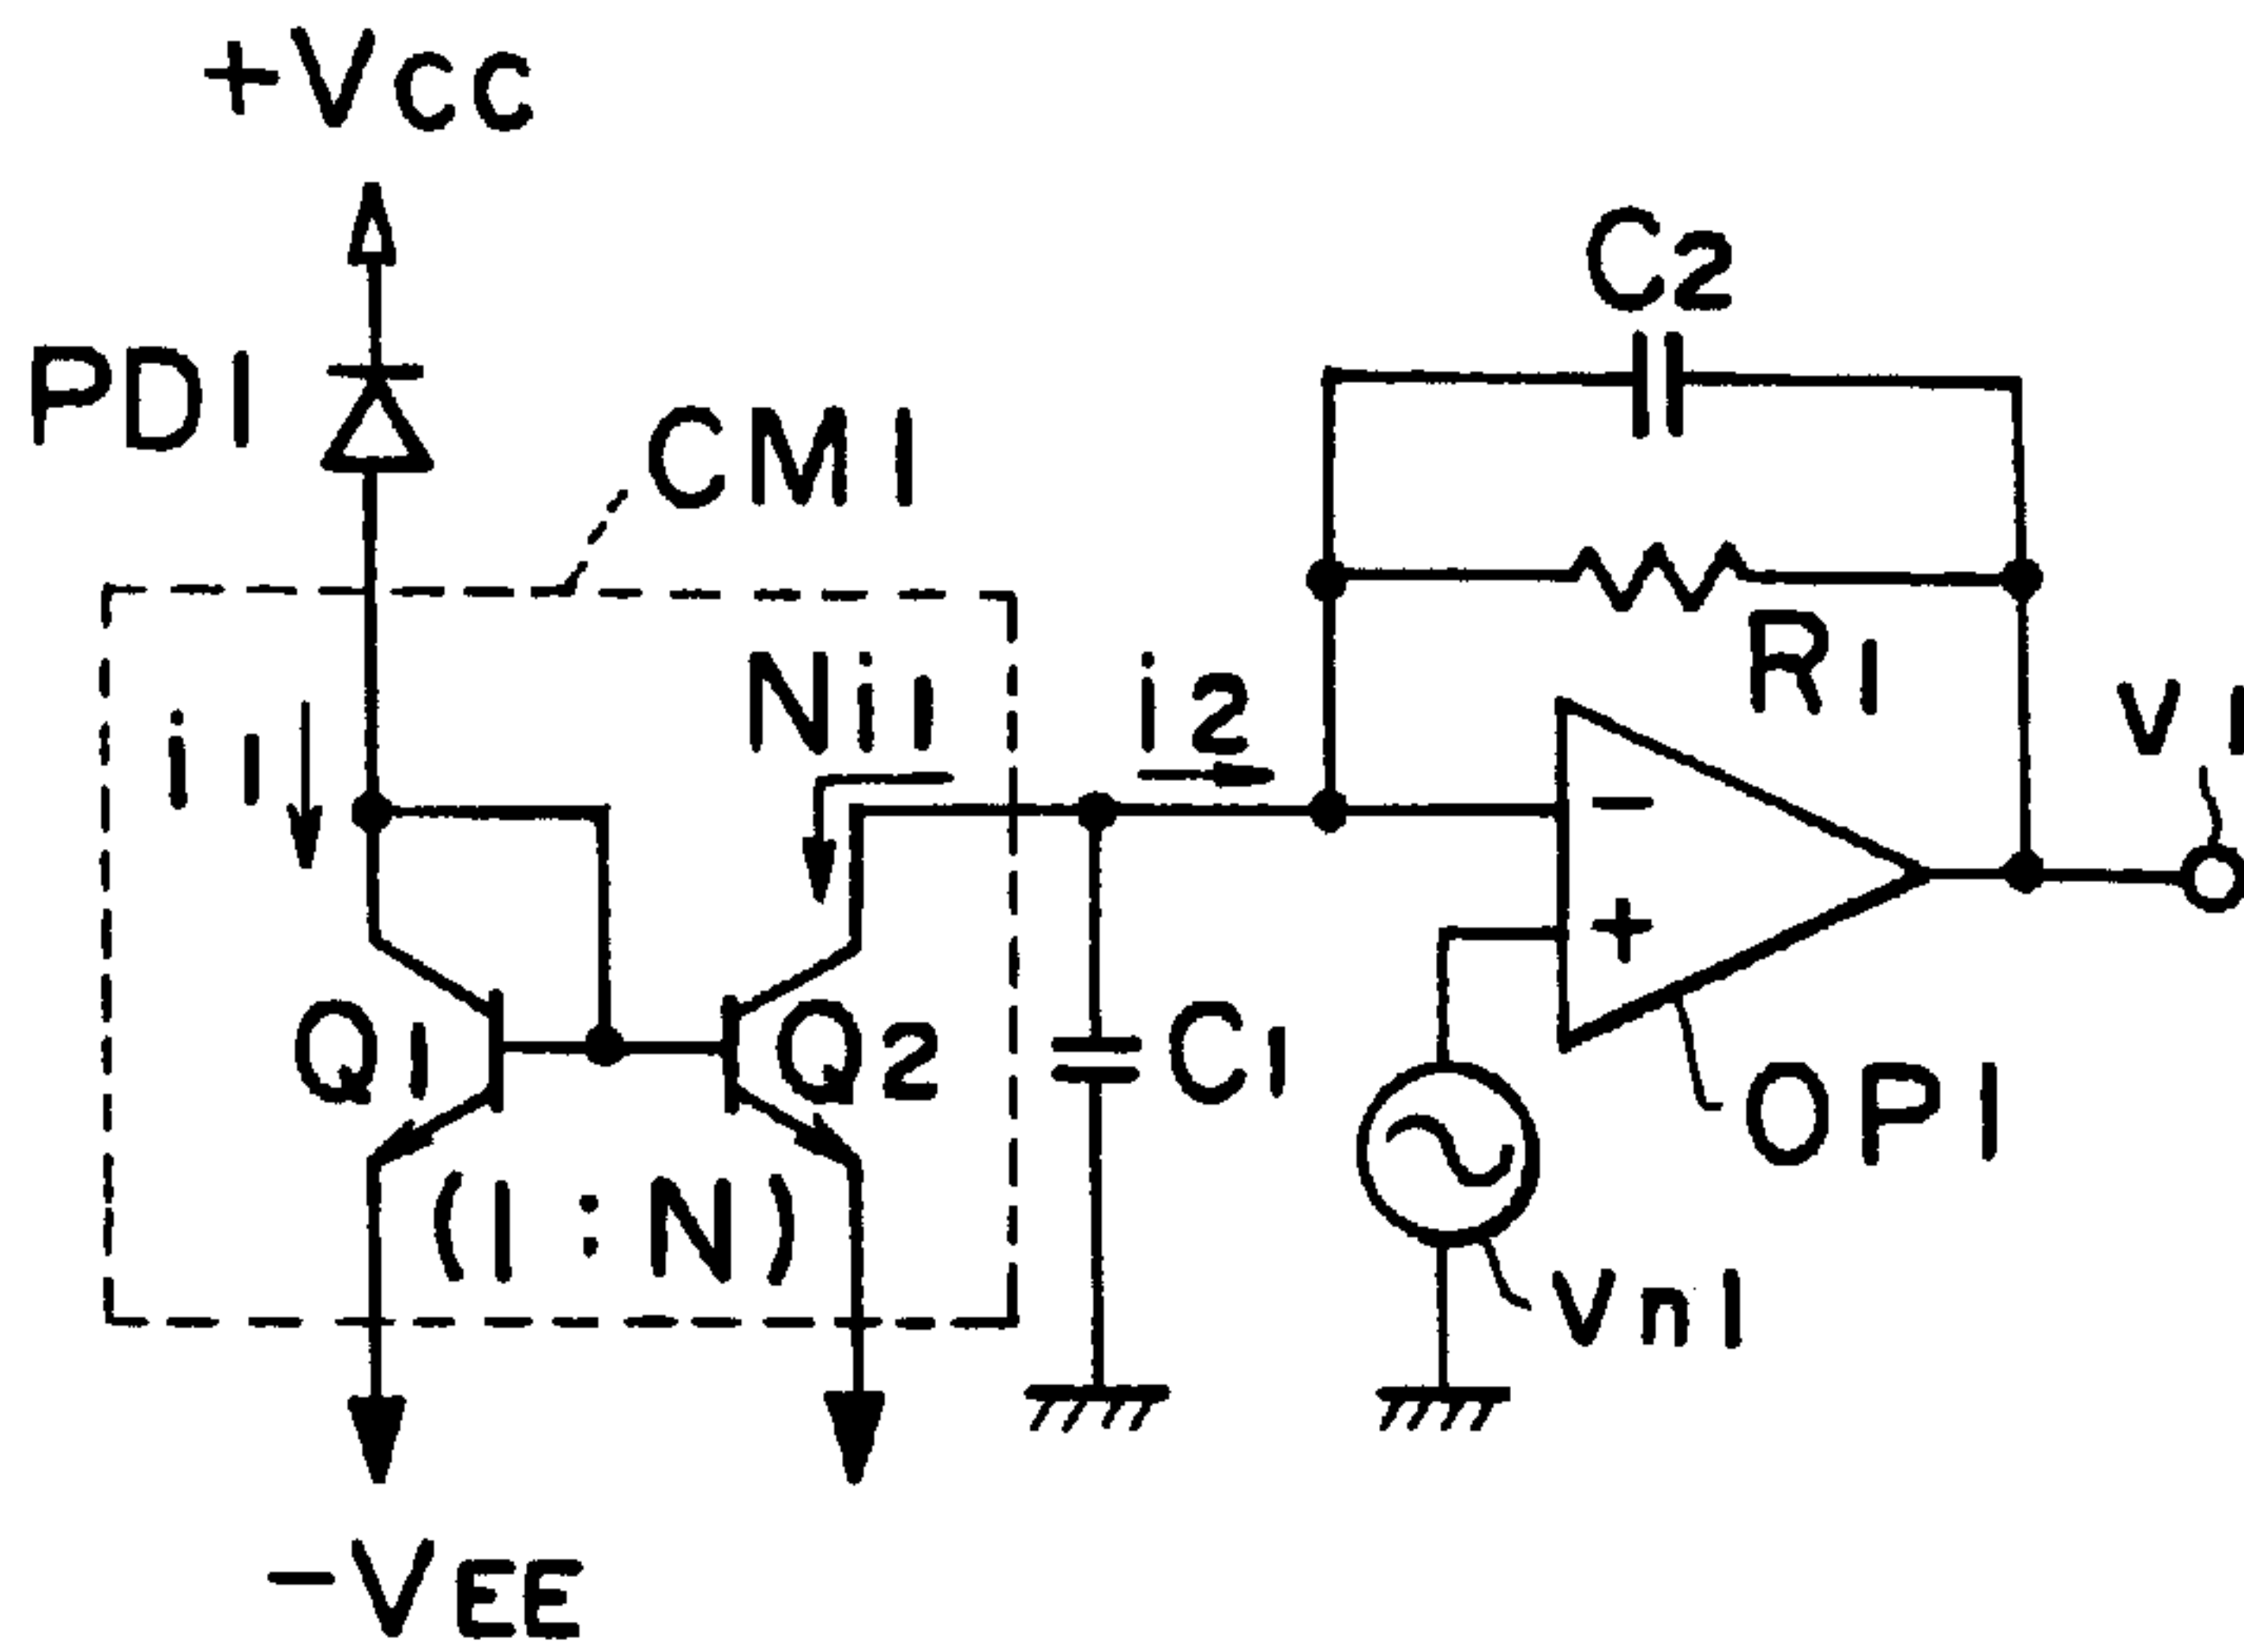 +Vcc
C2
PD1
CM1
R1
Ni1
i2
V1
i1
−
+
Q1
Q2
C1
OP1
(1:N)
Vn1
−VEE